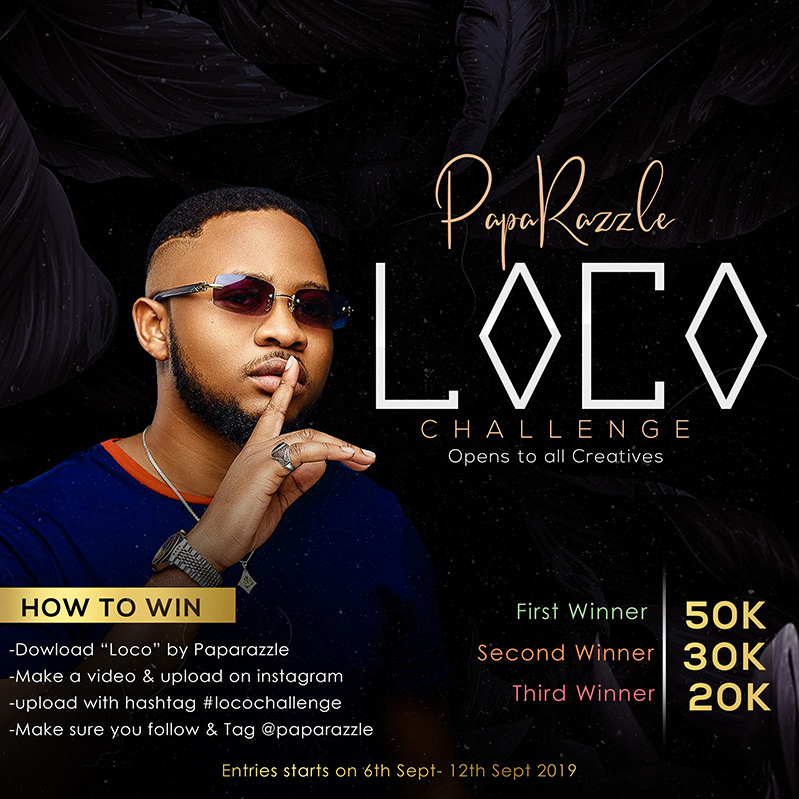 PapaRazzle
LOCO
CHALLENGE
Opens to all Creatives
HOW TO WIN
-Dowload “Loco” by Paparazzle
-Make a video & upload on instagram
-upload with hashtag #locochallenge
-Make sure you follow & Tag @paparazzle
First Winner 50K
Second Winner 30K
Third Winner 20K
Entries starts on 6th Sept- 12th Sept 2019